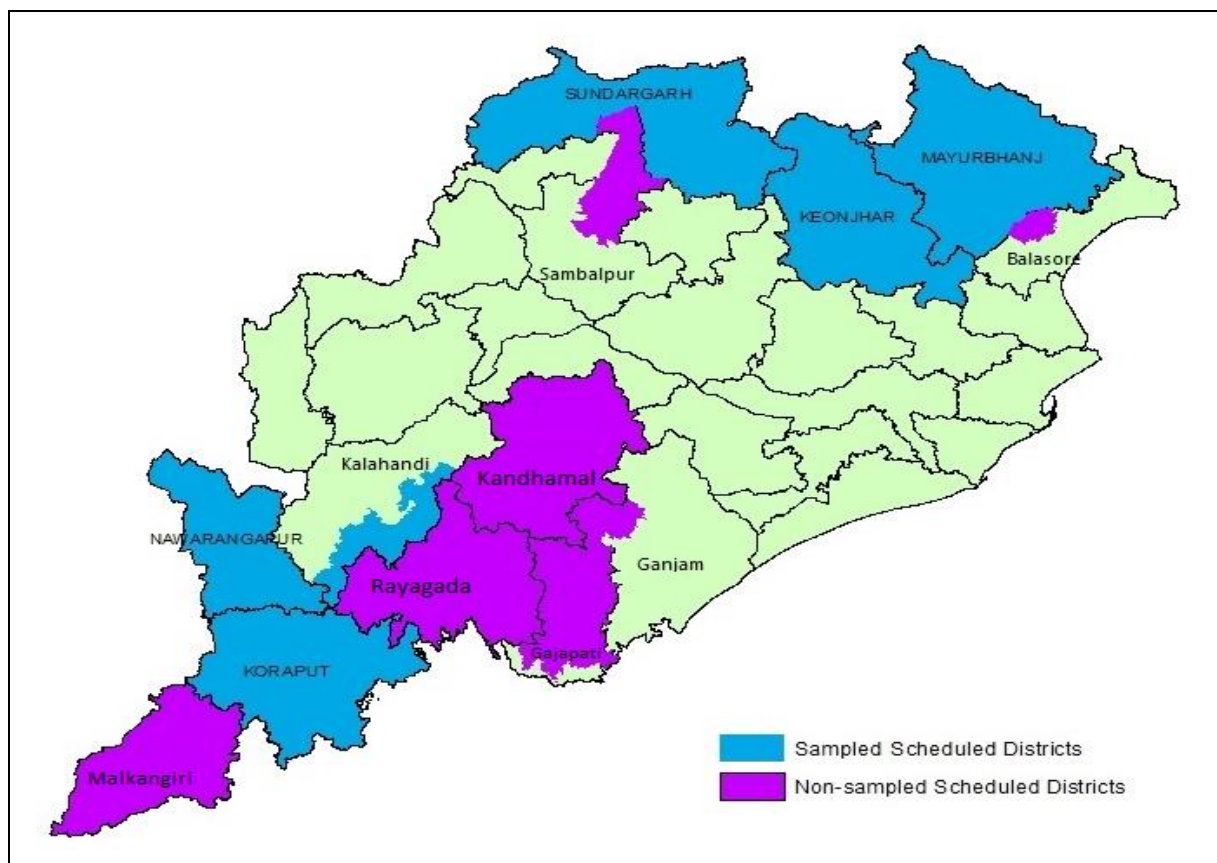 SUNDARGARH
MAYURBHANJ
KEONJHAR
Balasore
Sambalpur
Kalahandi
Kandhamal
NAWARANGAPUR
Ganjam
Rayagada
Gajapati
KORAPUT
Malkangiri
Sampled Scheduled Districts
Non-sampled Scheduled Districts